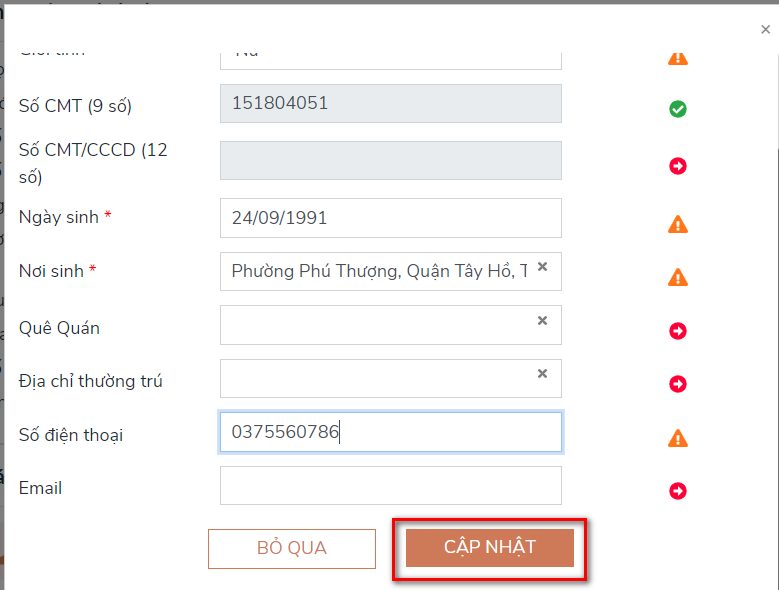 Số CMT (9 số) 151804051
Số CMT/CCCD (12
số)
Ngày sinh * 24/09/1991
Nơi sinh * Phường Phú Thượng, Quận Tây Hồ, T
Quê Quán
Địa chỉ thường trú
Số điện thoại 0375560786
Email
BỎ QUA CẬP NHẬT